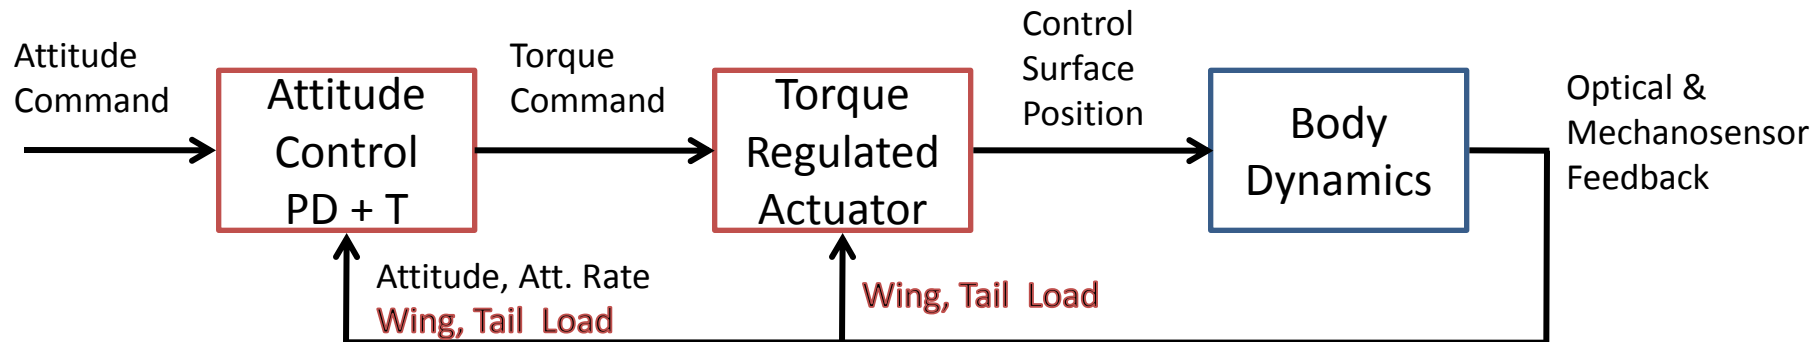 Attitude
Command
Attitude
Control
PD + T
Torque
Command
Torque
Regulated
Actuator
Control
Surface
Position
Body
Dynamics
Optical &
Mechanosensor
Feedback
Attitude, Att. Rate
Wing, Tail  Load
Wing, Tail  Load